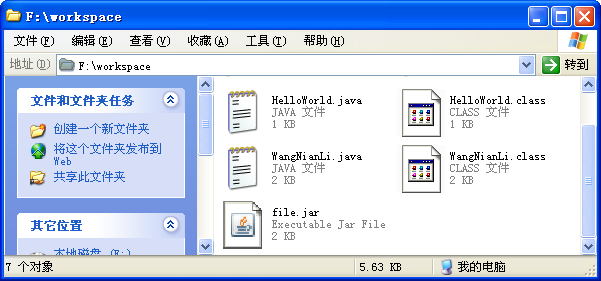 F:\workspace
文件(F) 编辑(E) 查看(V) 收藏(A) 工具(T) 帮助(H)
地址(D) F:\workspace 转到
文件和文件夹任务
创建一个新文件夹
将这个文件夹发布到
Web
共享此文件夹
其它位置
本地磁盘 (F:)
HelloWorld.java
JAVA 文件
1 KB
HelloWorld.class
CLASS 文件
1 KB
WangNianLi.java
JAVA 文件
2 KB
WangNianLi.class
CLASS 文件
2 KB
file.jar
Executable Jar File
2 KB
7 个对象 5.63 KB 我的电脑